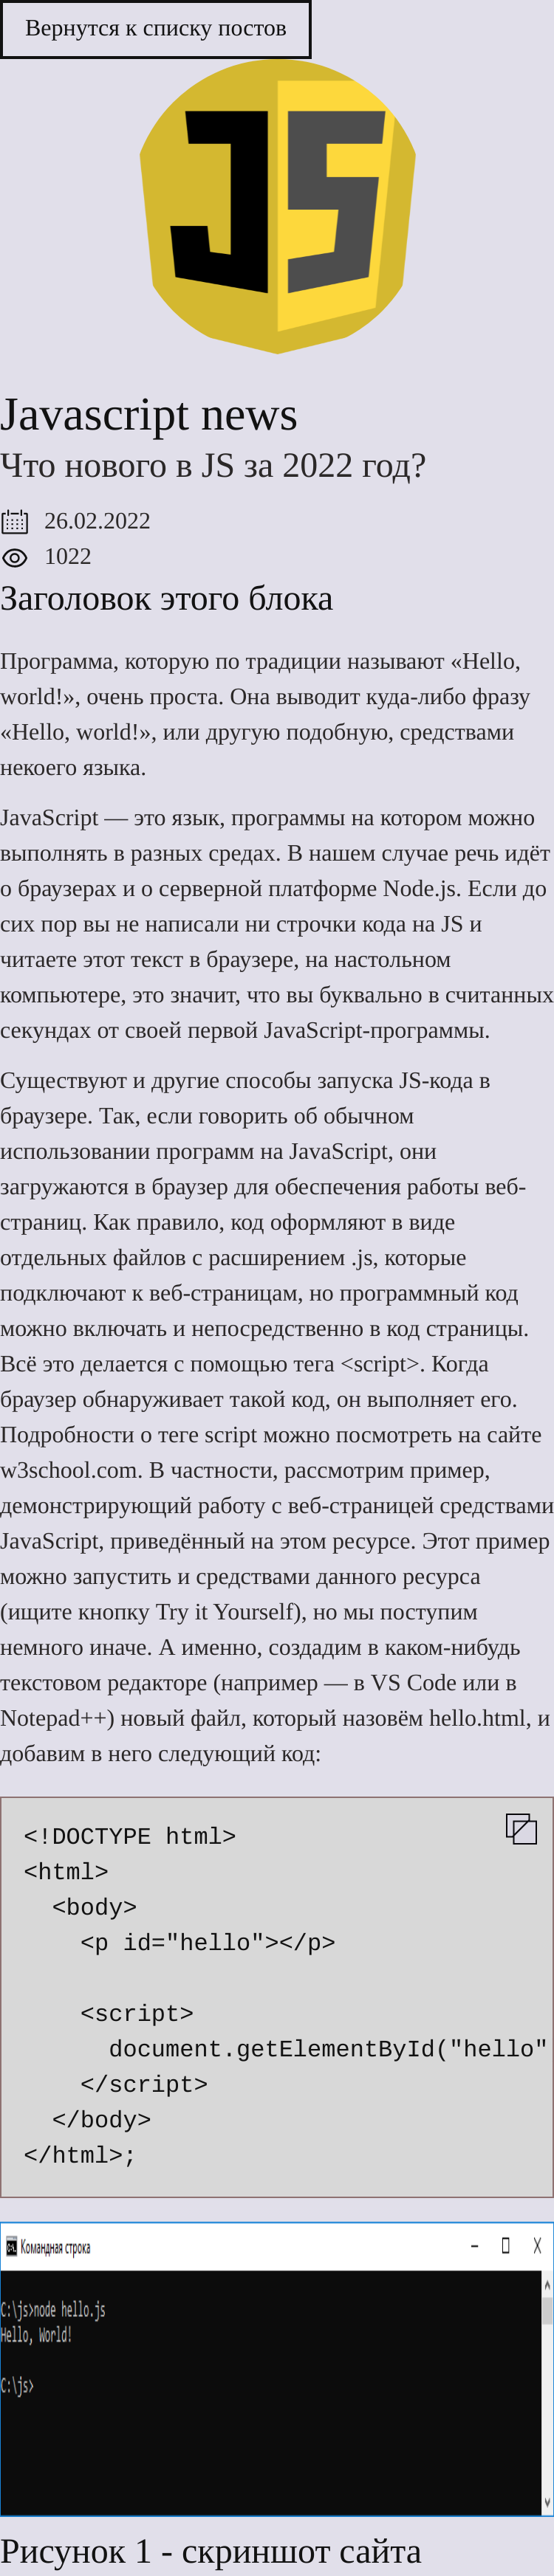 Вернутся к списку постов
JS
Javascript news
Что нового в JS за 2022 год?
26.02.2022
1022
Заголовок этого блока
Программа, которую по традиции называют «Hello,
world!», очень проста. Она выводит куда-либо фразу
«Hello, world!», или другую подобную, средствами
некоего языка.
JavaScript — это язык, программы на котором можно
выполнять в разных средах. В нашем случае речь идёт
о браузерах и о серверной платформе Node.js. Если до
сих пор вы не написали ни строчки кода на JS и
читаете этот текст в браузере, на настольном
компьютере, это значит, что вы буквально в считанных
секундах от своей первой JavaScript-программы.
Существуют и другие способы запуска JS-кода в
браузере. Так, если говорить об обычном
использовании программ на JavaScript, они
загружаются в браузер для обеспечения работы веб-
страниц. Как правило, код оформляют в виде
отдельных файлов с расширением .js, которые
подключают к веб-страницам, но программный код
можно включать и непосредственно в код страницы.
Всё это делается с помощью тега <script>. Когда
браузер обнаруживает такой код, он выполняет его.
Подробности о теге script можно посмотреть на сайте
w3school.com. В частности, рассмотрим пример,
демонстрирующий работу с веб-страницей средствами
JavaScript, приведённый на этом ресурсе. Этот пример
можно запустить и средствами данного ресурса
(ищите кнопку Try it Yourself), но мы поступим
немного иначе. А именно, создадим в каком-нибудь
текстовом редакторе (например — в VS Code или в
Notepad++) новый файл, который назовём hello.html, и
добавим в него следующий код:
<!DOCTYPE html>
<html>
  <body>
    <p id="hello"></p>
    <script>
      document.getElementById("hello"
    </script>
  </body>
</html>;
Командная строка
C:\js>node hello.js
Hello, World!
C:\js>
Рисунок 1 - скриншот сайта